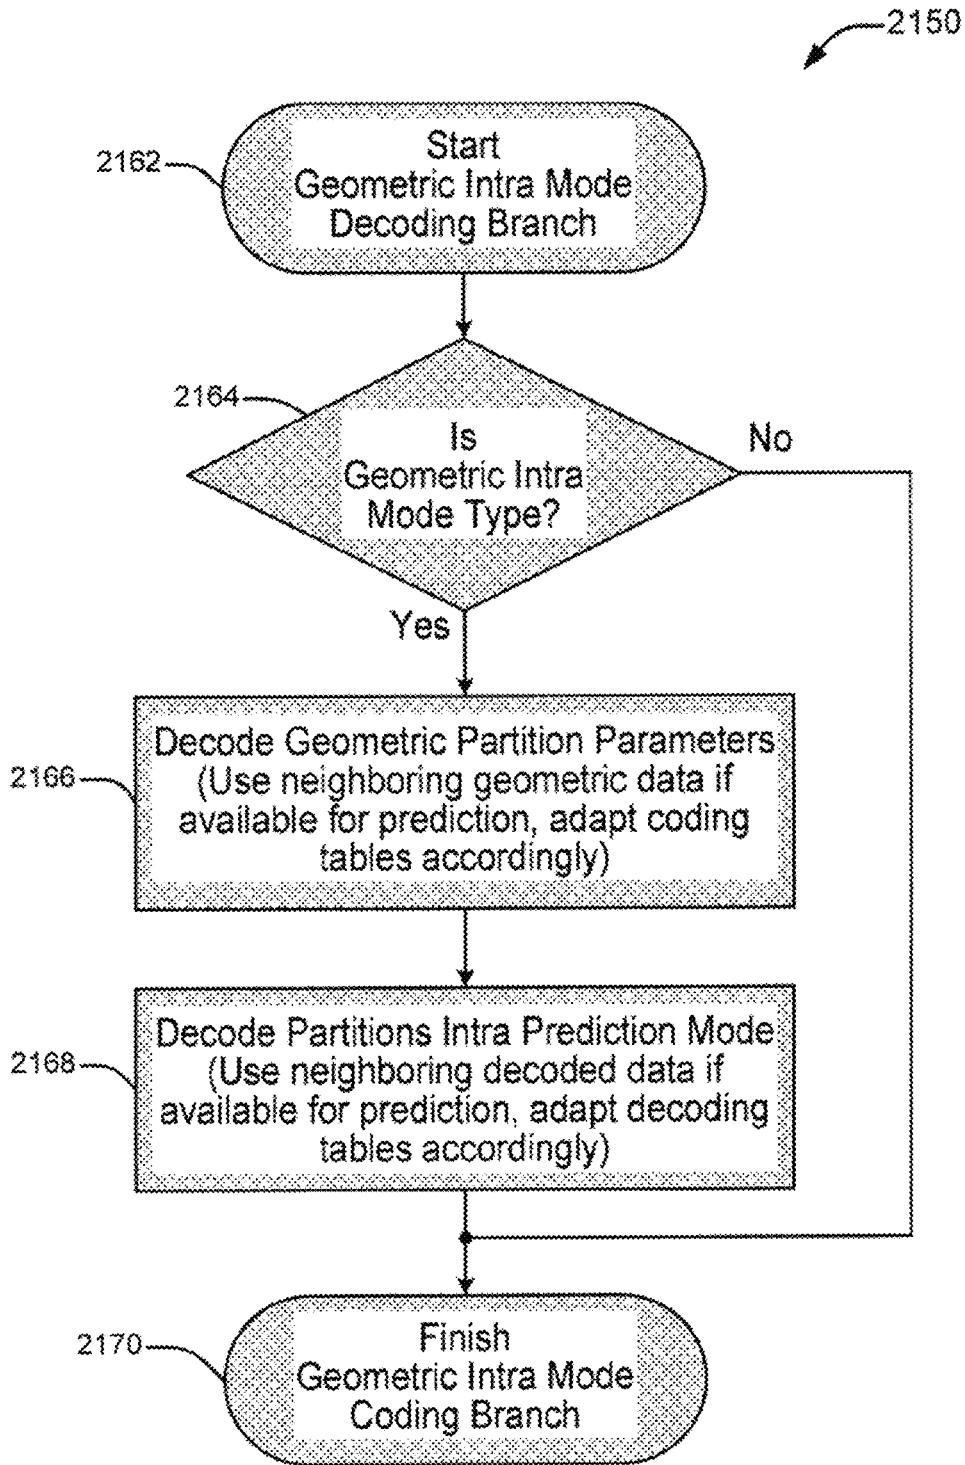 2150
2162
Start
Geometric Intra Mode
Decoding Branch
2164
Is
Geometric Intra
Mode Type?
No
Yes
2166
Decode Geometric Partition Parameters
(Use neighboring geometric data if
available for prediction, adapt coding
tables accordingly)
2168
Decode Partitions Intra Prediction Mode
(Use neighboring decoded data if
available for prediction, adapt decoding
tables accordingly)
2170
Finish
Geometric Intra Mode
Coding Branch